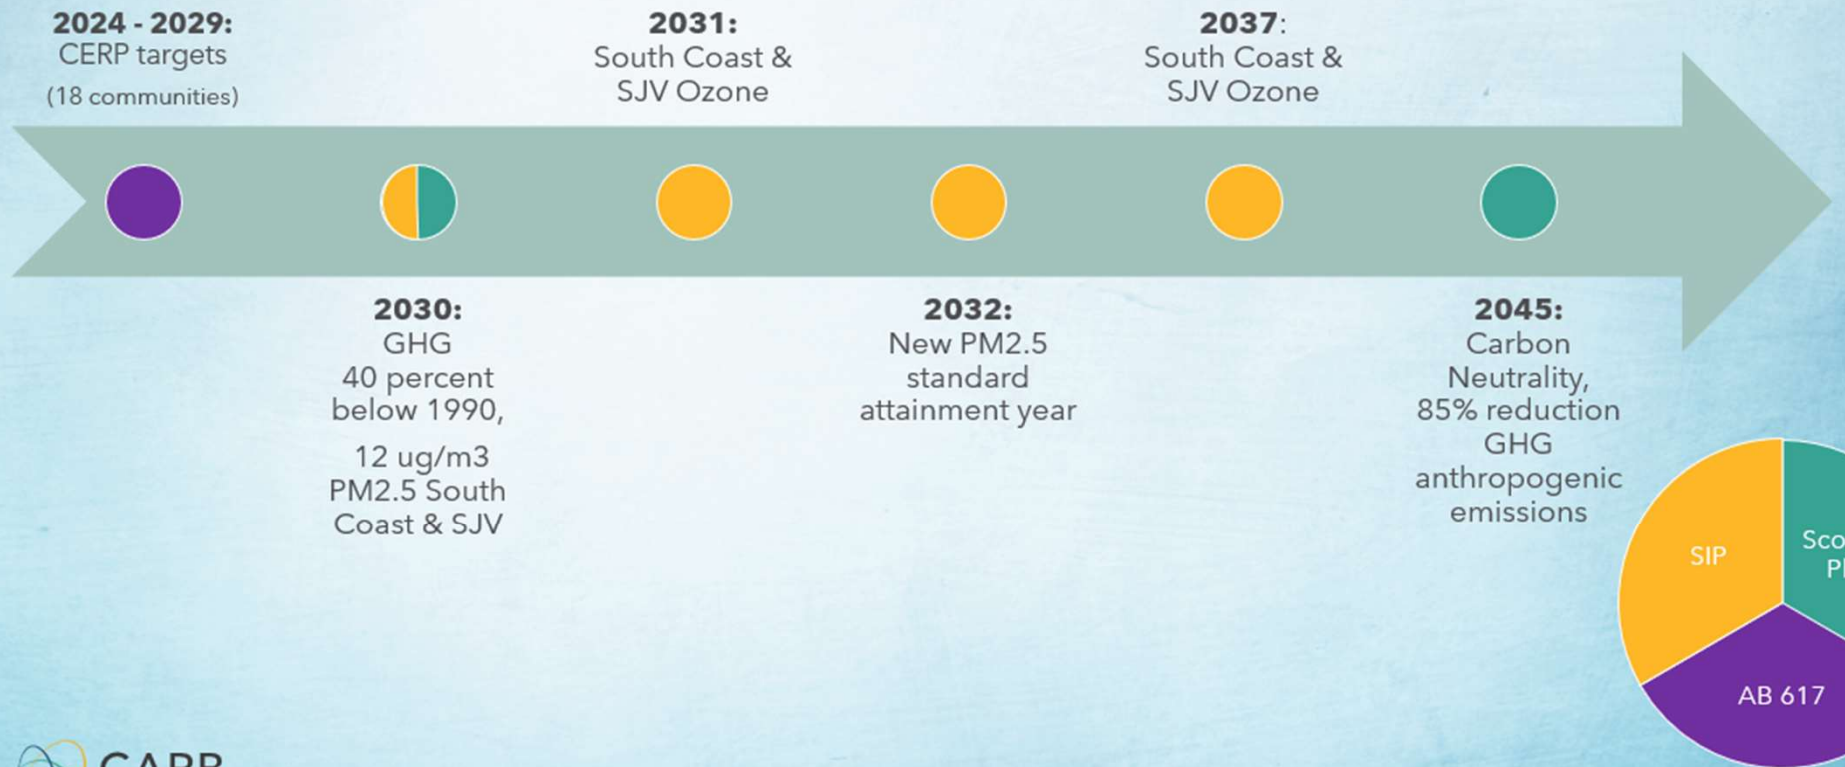 2024 - 2029:
CERP targets
(18 communities)
2031:
South Coast &
SJV Ozone
2037:
South Coast &
SJV Ozone
2030:
GHG
40 percent
below 1990,
12 ug/m3
PM2.5 South
Coast & SJV
2032:
New PM2.5
standard
attainment year
2045:
Carbon
Neutrality,
85% reduction
GHG
anthropogenic
emissions
SIP
AB 617
CARB